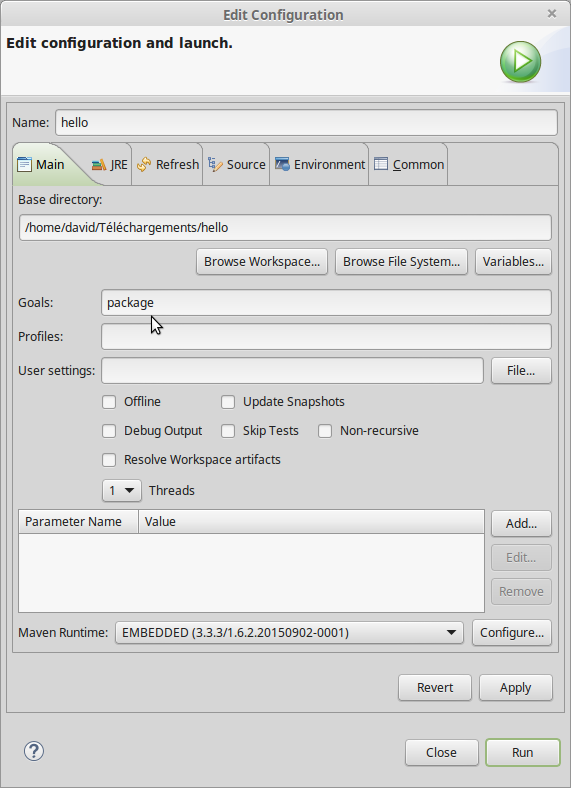 Edit Configuration
Edit configuration and launch.
Name: hello
Main JRE Refresh Source Environment Common
Base directory:
/home/david/Téléchargements/hello
Browse Workspace... Browse File System... Variables...
Goals: package
Profiles:
User settings: File...
Offline Update Snapshots
Debug Output Skip Tests Non-recursive
Resolve Workspace artifacts
1 Threads
Parameter Name Value Add...
Edit...
Remove
Maven Runtime: EMBEDDED (3.3.3/1.6.2.20150902-0001) Configure...
Revert Apply
? Close Run